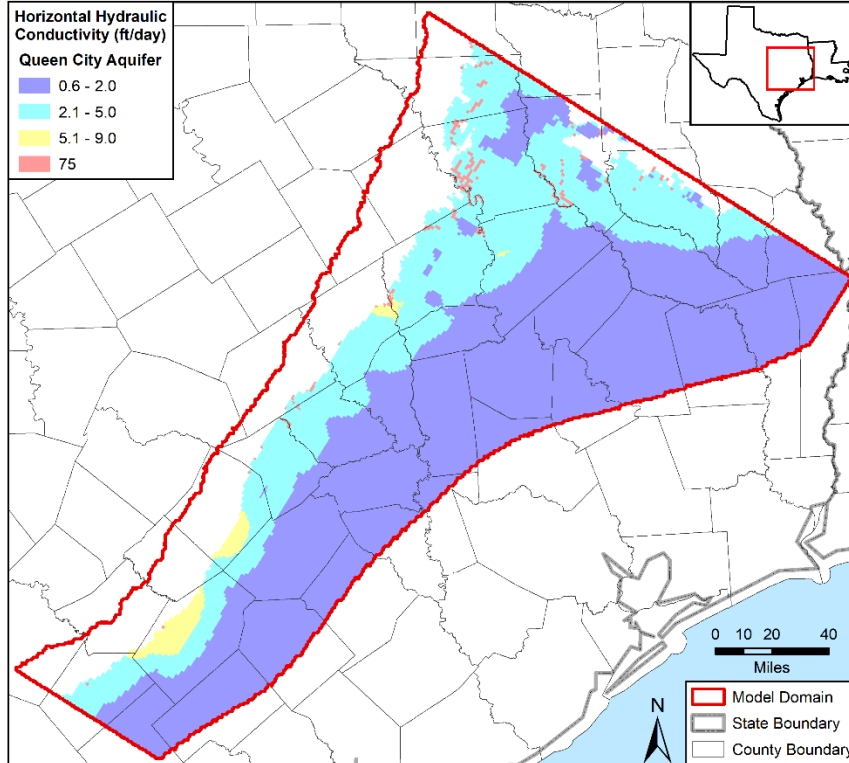 Horizontal Hydraulic
Conductivity (ft/day)
Queen City Aquifer
0.6 - 2.0
2.1 - 5.0
5.1 - 9.0
75
0 10 20 40
Miles
N
Model Domain
State Boundary
County Boundary